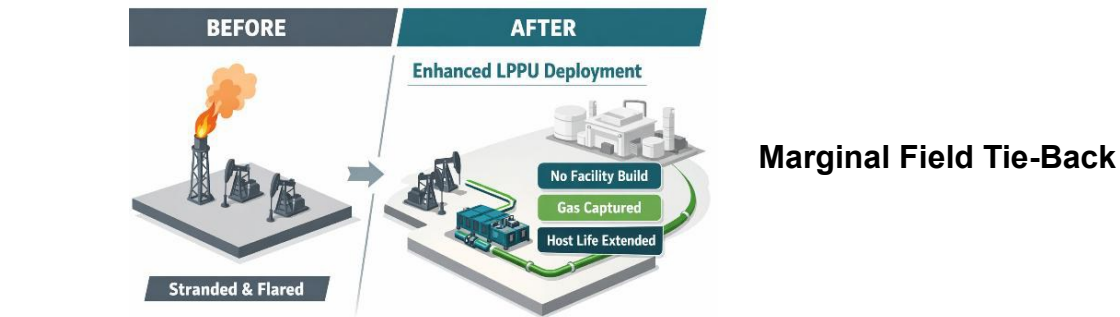 BEFORE
AFTER
Enhanced LPPU Deployment
No Facility Build
Gas Captured
Host Life Extended
Stranded & Flared
Marginal Field Tie-Back